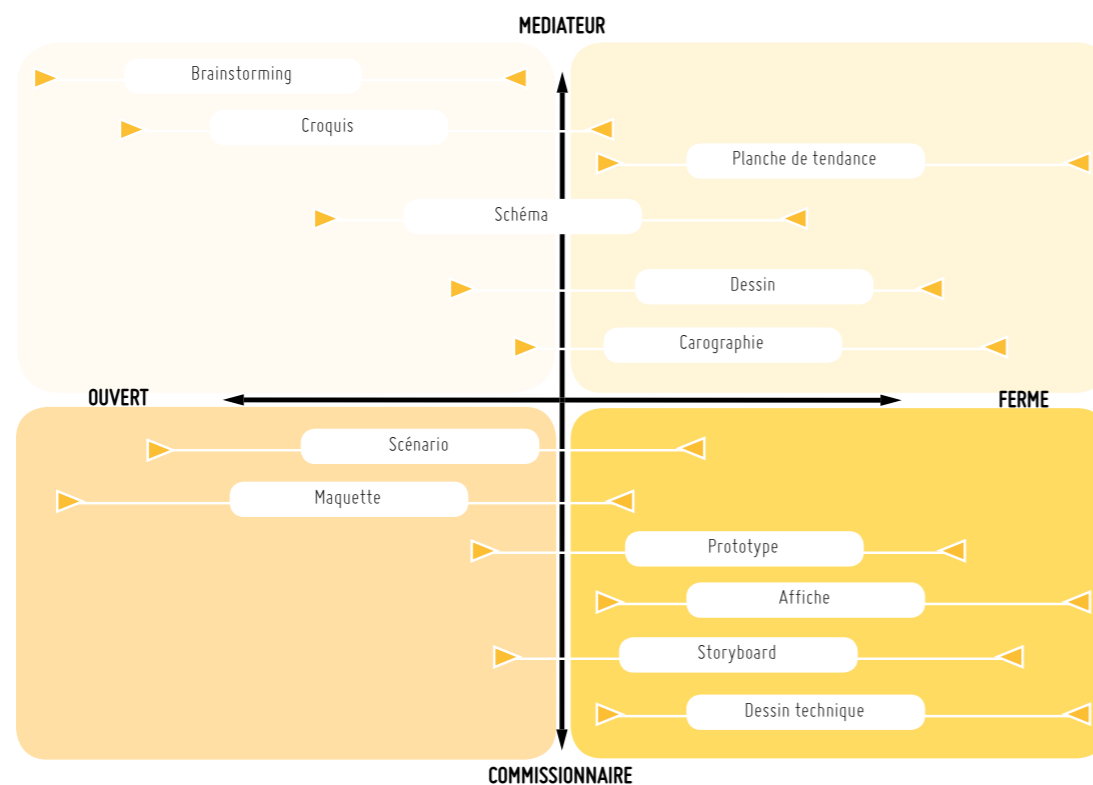 MEDIATEUR
Brainstorming
Croquis
Planche de tendance
Schéma
Dessin
Carographie
OUVERT
FERME
Scénario
Maquette
Prototype
Affiche
Storyboard
Dessin technique
COMMISSIONNAIRE